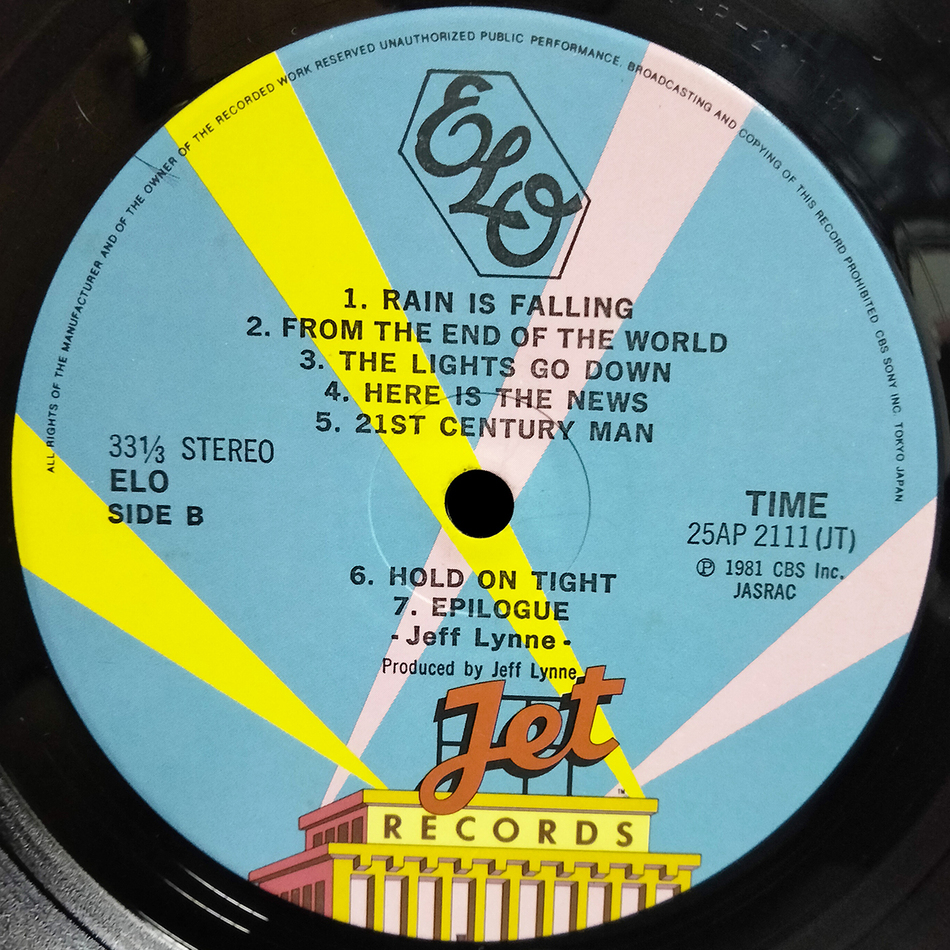 ALL RIGHTS OF THE MANUFACTURER AND OF THE OWNER OF THE RECORDED WORK RESERVED UNAUTHORIZED PUBLIC PERFORMANCE. BROADCASTING AND COPYING OF THIS RECORD PROHIBITED CBS SONY INC. TOKYO JAPAN
ELO
1. RAIN IS FALLING
2. FROM THE END OF THE WORLD
3. THE LIGHTS GO DOWN
4. HERE IS THE NEWS
5. 21ST CENTURY MAN
33⅓ STEREO
ELO
SIDE B
TIME
25AP 2111 (JT)
℗ 1981 CBS Inc.
JASRAC
6. HOLD ON TIGHT
7. EPILOGUE
- Jeff Lynne -
Produced by Jeff Lynne
Jet
TM
RECORDS